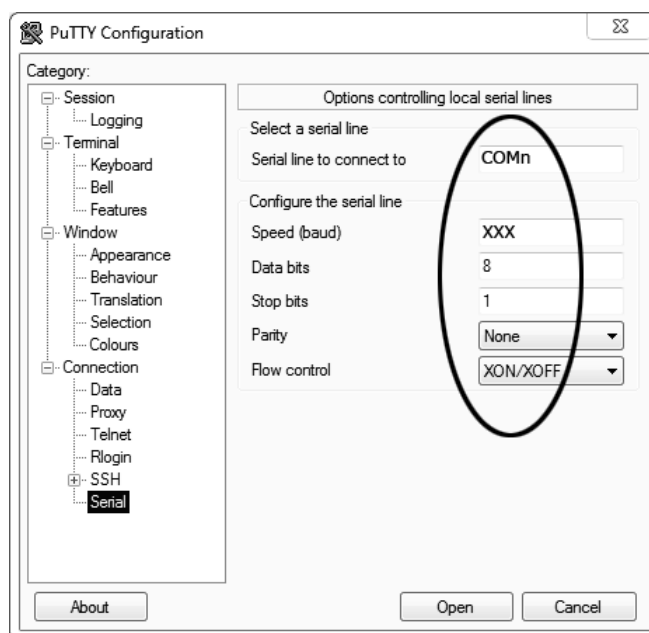 PuTTY Configuration
Category:
Session
Logging
Terminal
Keyboard
Bell
Features
Window
Appearance
Behaviour
Translation
Selection
Colours
Connection
Data
Proxy
Telnet
Rlogin
SSH
Serial
Options controlling local serial lines
Select a serial line
Serial line to connect to COMn
Configure the serial line
Speed (baud) XXX
Data bits 8
Stop bits 1
Parity None
Flow control XON/XOFF
About Open Cancel